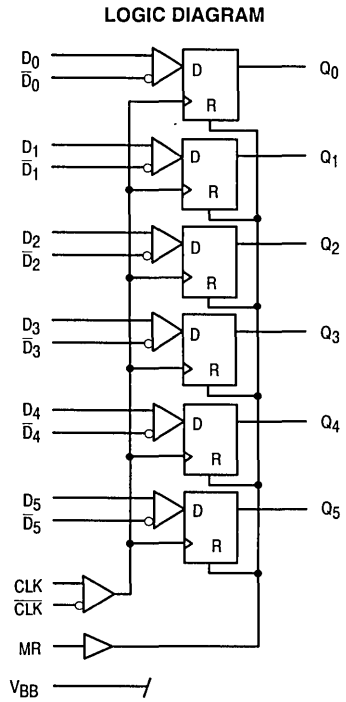 LOGIC DIAGRAM
D₀
D̅₀
D
R
Q₀
D₁
D̅₁
D
R
Q₁
D₂
D̅₂
D
R
Q₂
D₃
D̅₃
D
R
Q₃
D₄
D̅₄
D
R
Q₄
D₅
D̅₅
D
R
Q₅
CLK
C̅L̅K̅
MR
V_BB